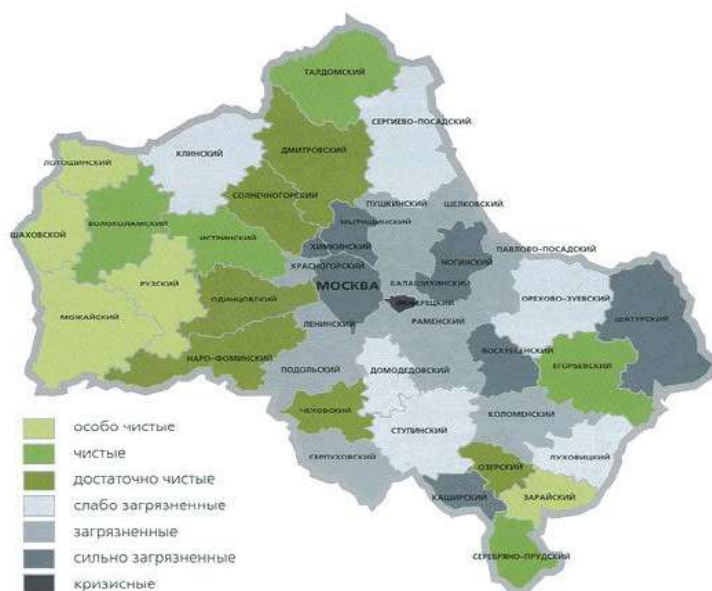 ТАЛДОМСКИЙ
СЕРГИЕВО-ПОСАДСКИЙ
КЛИНСКИЙ
ДМИТРОВСКИЙ
ЛОТОШИНСКИЙ
СОЛНЕЧНОГОРСКИЙ
ПУШКИНСКИЙ
ЩЕЛКОВСКИЙ
ВОЛОКОЛАМСКИЙ
МЫТИЩИНСКИЙ
ШАХОВСКОЙ
ИСТРИНСКИЙ
ХИМКИНСКИЙ
ПАВЛОВО-ПОСАДСКИЙ
НОГИНСКИЙ
КРАСНОГОРСКИЙ
РУЗСКИЙ
МОСКВА
БАЛАШИХИНСКИЙ
ОДИНЦОВСКИЙ
ЛЮБЕРЕЦКИЙ
ОРЕХОВО-ЗУЕВСКИЙ
МОЖАЙСКИЙ
ЛЕНИНСКИЙ
РАМЕНСКИЙ
ШАТУРСКИЙ
НАРО-ФОМИНСКИЙ
ВОСКРЕСЕНСКИЙ
ПОДОЛЬСКИЙ
ДОМОДЕДОВСКИЙ
ЕГОРЬЕВСКИЙ
ЧЕХОВСКИЙ
КОЛОМЕНСКИЙ
СТУПИНСКИЙ
СЕРПУХОВСКИЙ
ЛУХОВИЦКИЙ
ОЗЕРСКИЙ
КАШИРСКИЙ
ЗАРАЙСКИЙ
СЕРЕБРЯНО-ПРУДСКИЙ
особо чистые
чистые
достаточно чистые
слабо загрязненные
загрязненные
сильно загрязненные
кризисные